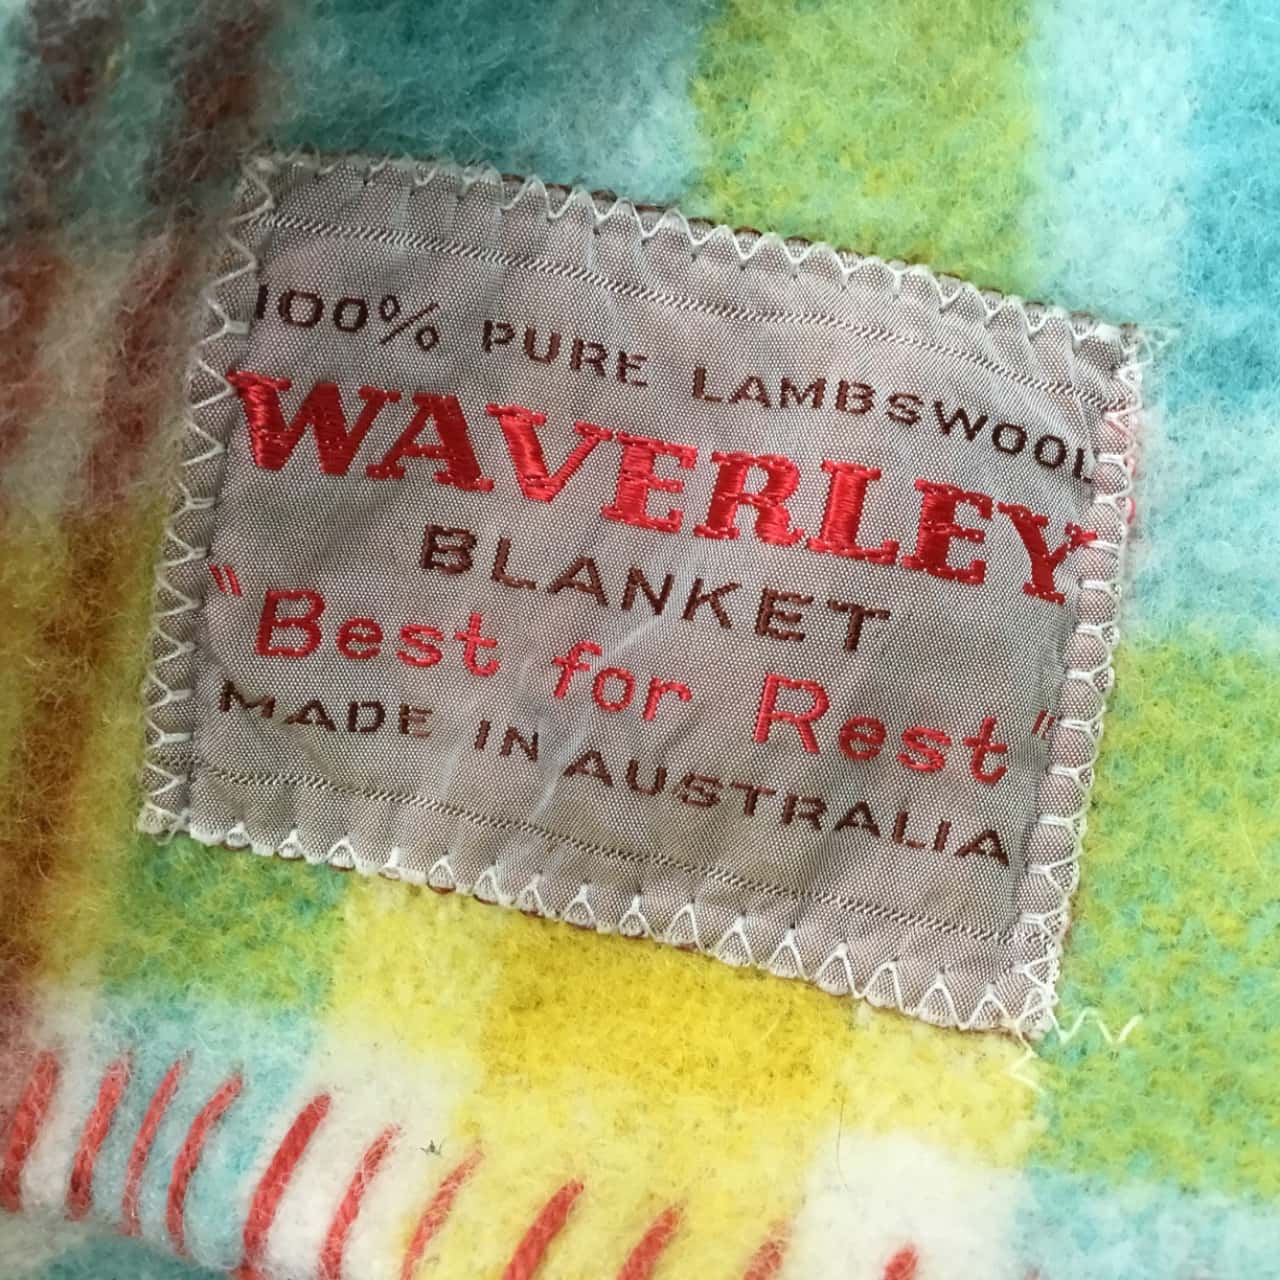 100% PURE LAMBSWOOL
WAVERLEY
BLANKET
"Best for Rest"
MADE IN AUSTRALIA